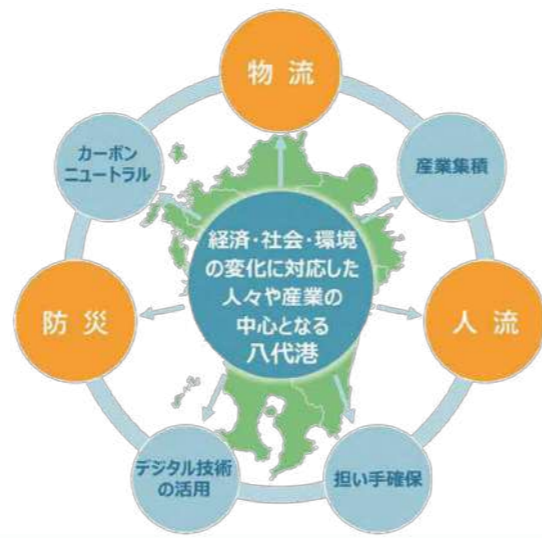 物流
カーボン
ニュートラル
産業集積
経済・社会・環境
の変化に対応した
人々や産業の
中心となる
八代港
防災
人流
デジタル技術
の活用
担い手確保